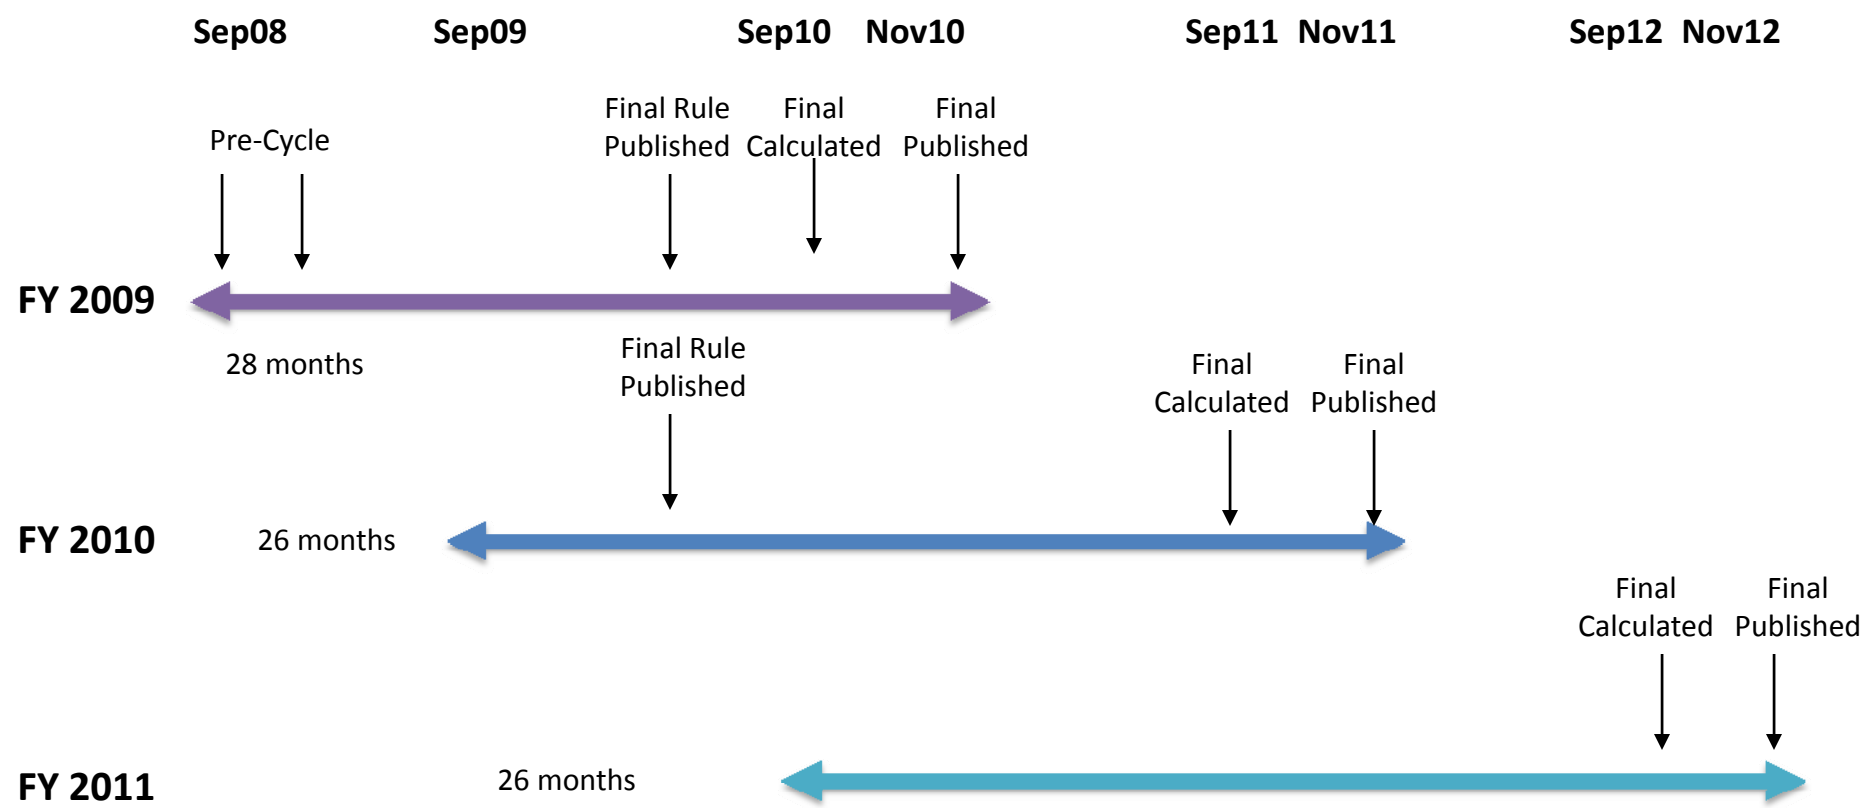 Sep08 Sep09 Sep10 Nov10 Sep11 Nov11 Sep12 Nov12
Pre-Cycle
Final Rule
Published
Final
Calculated
Final
Published
FY 2009
28 months
Final Rule
Published
Final
Calculated
Final
Published
FY 2010
26 months
Final
Calculated
Final
Published
FY 2011
26 months